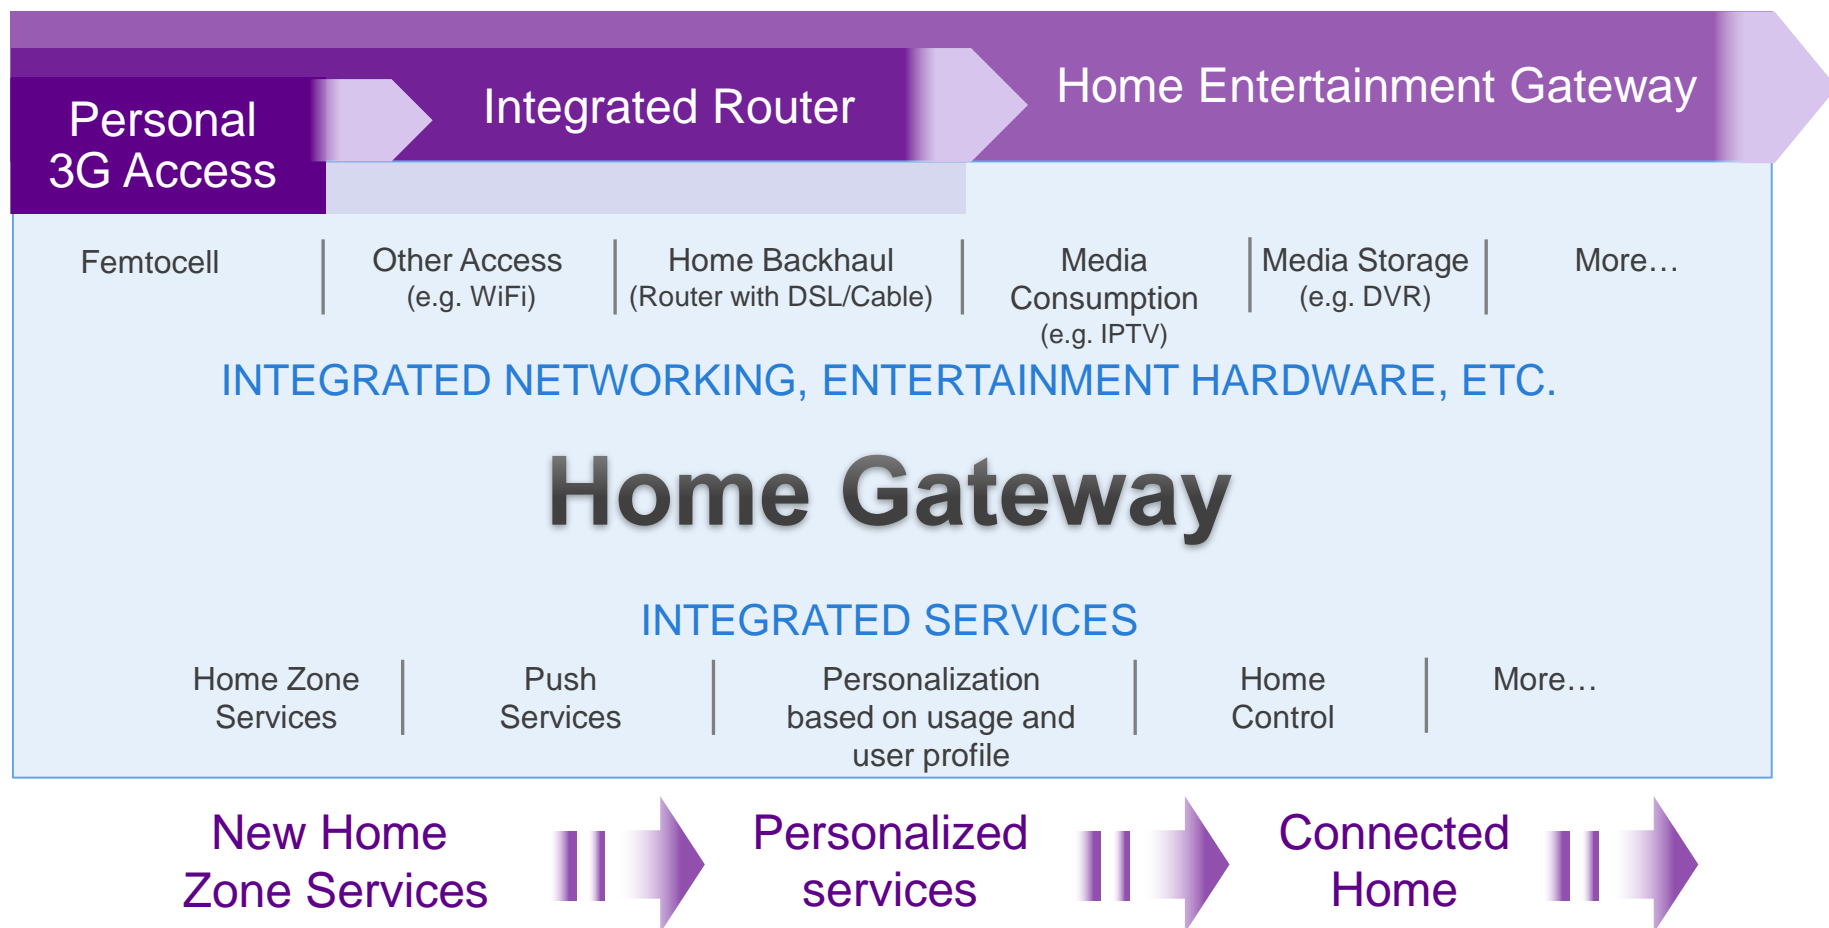 Personal
3G Access
Integrated Router
Home Entertainment Gateway
Femtocell
Other Access
(e.g. WiFi)
Home Backhaul
(Router with DSL/Cable)
Media
Consumption
(e.g. IPTV)
Media Storage
(e.g. DVR)
More…
INTEGRATED NETWORKING, ENTERTAINMENT HARDWARE, ETC.
Home Gateway
INTEGRATED SERVICES
Home Zone
Services
Push
Services
Personalization
based on usage and
user profile
Home
Control
More…
New Home
Zone Services
Personalized
services
Connected
Home